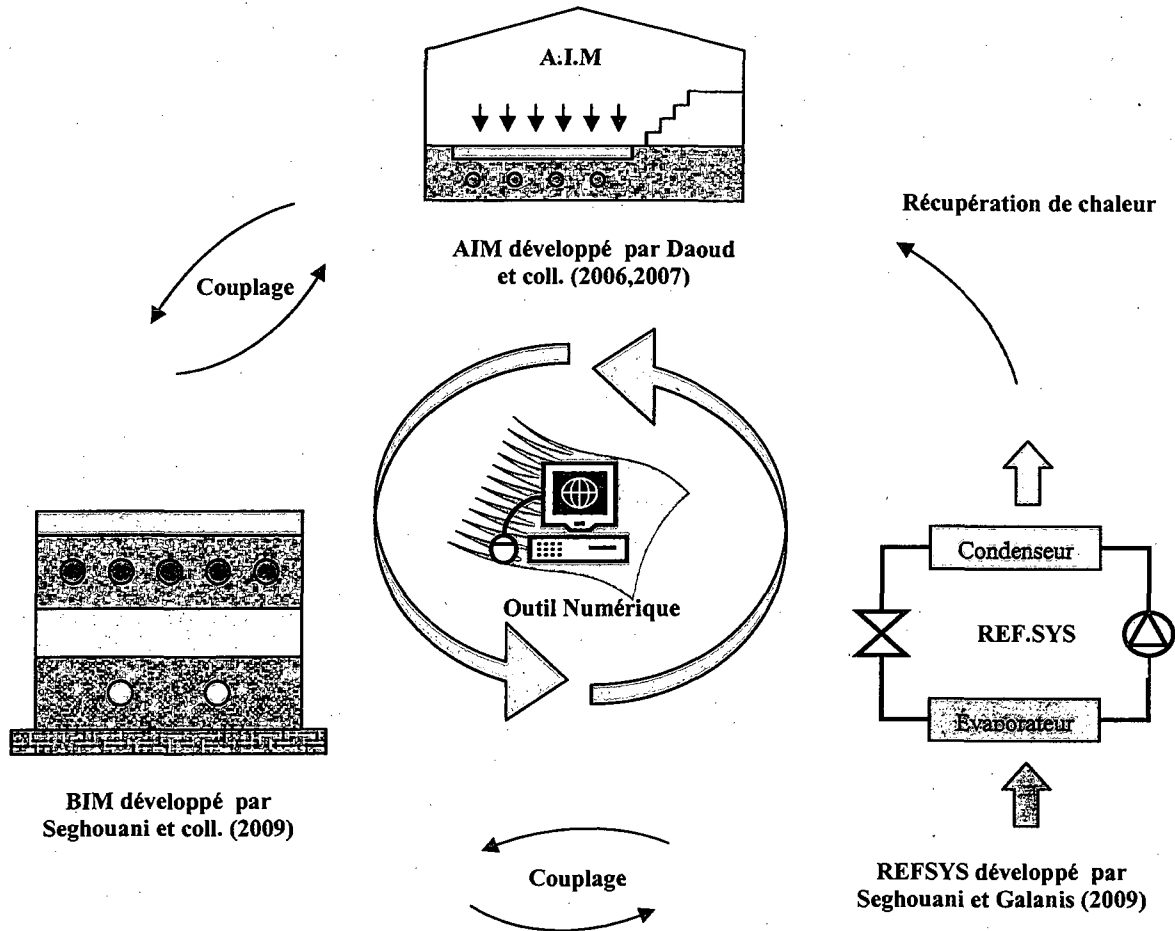 A.I.M
AIM développé par Daoud
et coll. (2006,2007)
Récupération de chaleur
Couplage
Outil Numérique
Condenseur
REF.SYS
Évaporateur
BIM développé par
Seghouani et coll. (2009)
Couplage
REFSYS développé par
Seghouani et Galanis (2009)